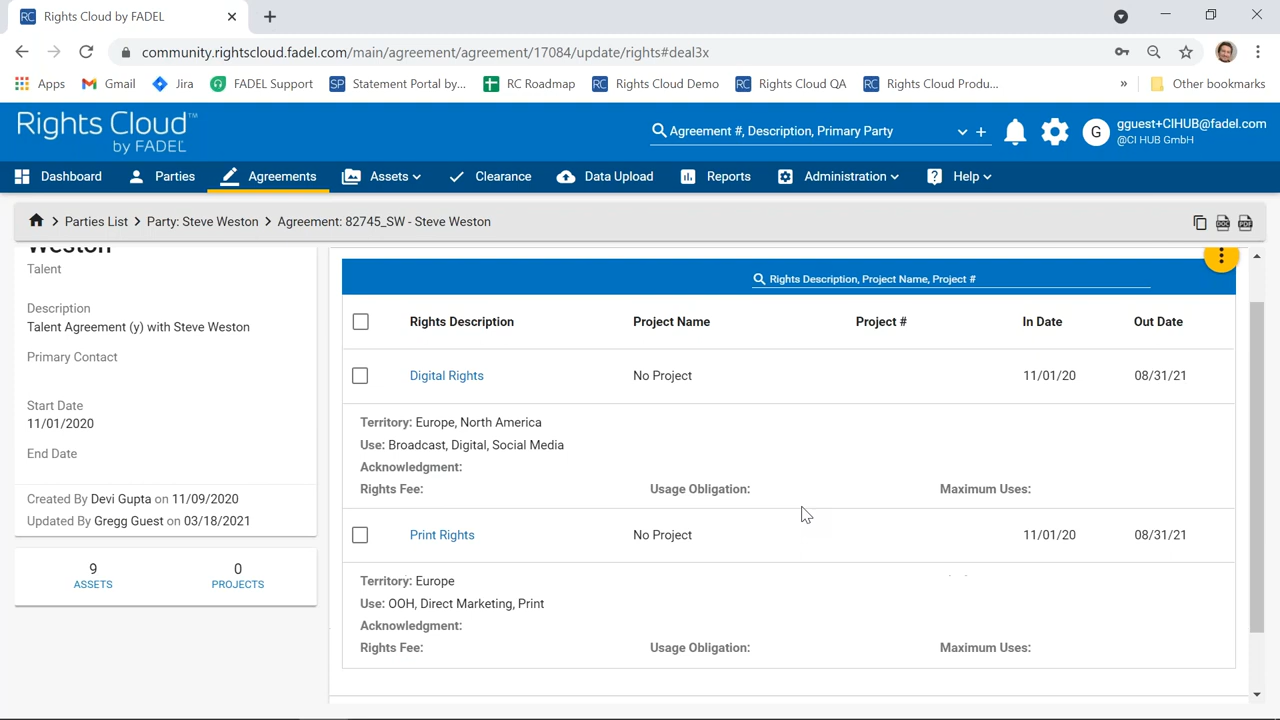 RC Rights Cloud by FADEL
community.rightscloud.fadel.com/main/agreement/agreement/17084/update/rights#deal3x
Apps Gmail Jira FADEL Support SP Statement Portal by... RC Roadmap RC Rights Cloud Demo RC Rights Cloud QA RC Rights Cloud Produ... » Other bookmarks
Rights Cloud™
by FADEL
Agreement #, Description, Primary Party
G
gguest+CIHUB@fadel.com
@CI HUB GmbH
Dashboard Parties Agreements Assets Clearance Data Upload Reports Administration Help
Parties List Party: Steve Weston Agreement: 82745_SW - Steve Weston DOC PDF
Weston
Talent
Description
Talent Agreement (y) with Steve Weston
Primary Contact
Start Date
11/01/2020
End Date
Created By Devi Gupta on 11/09/2020
Updated By Gregg Guest on 03/18/2021
9 0
ASSETS PROJECTS
Rights Description, Project Name, Project #
Rights Description Project Name Project # In Date Out Date
Digital Rights No Project 11/01/20 08/31/21
Territory: Europe, North America
Use: Broadcast, Digital, Social Media
Acknowledgment:
Rights Fee: Usage Obligation: Maximum Uses:
Print Rights No Project 11/01/20 08/31/21
Territory: Europe
Use: OOH, Direct Marketing, Print
Acknowledgment:
Rights Fee: Usage Obligation: Maximum Uses: